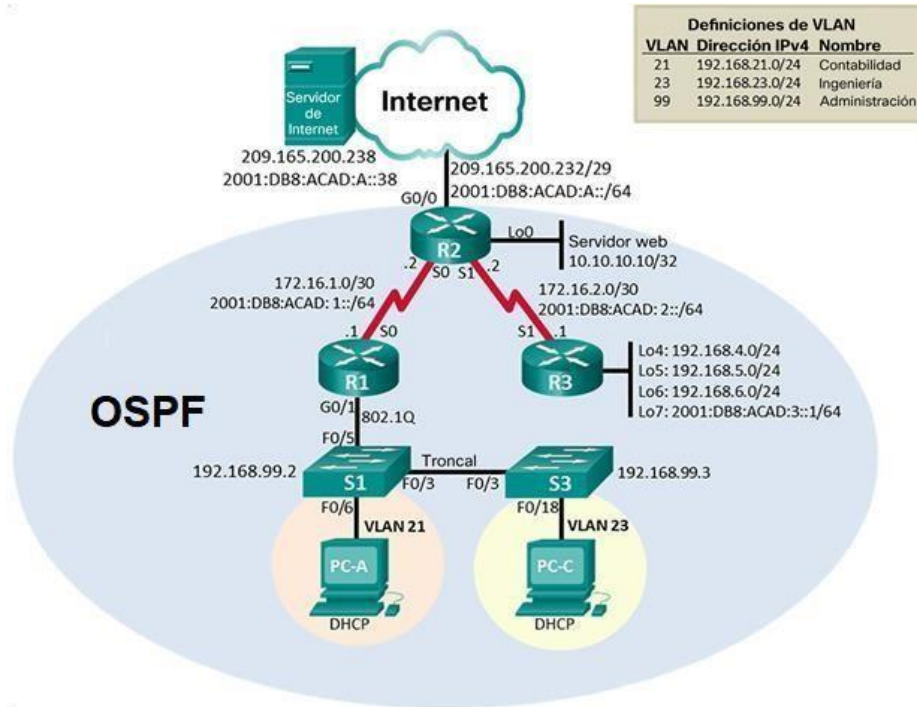 Definiciones de VLAN
VLAN Dirección IPv4 Nombre
21 192.168.21.0/24 Contabilidad
23 192.168.23.0/24 Ingeniería
99 192.168.99.0/24 Administración
Servidor
de
Internet
Internet
209.165.200.238
2001:DB8:ACAD:A::38
209.165.200.232/29
2001:DB8:ACAD:A::/64
G0/0
R2
Lo0
Servidor web
10.10.10.10/32
.2
S0
S1
.2
172.16.1.0/30
2001:DB8:ACAD: 1::/64
172.16.2.0/30
2001:DB8:ACAD: 2::/64
.1
S0
S1
.1
R1
R3
Lo4: 192.168.4.0/24
Lo5: 192.168.5.0/24
Lo6: 192.168.6.0/24
Lo7: 2001:DB8:ACAD:3::1/64
OSPF
G0/1
802.1Q
F0/5
192.168.99.2
S1
F0/3
Troncal
F0/3
S3
192.168.99.3
F0/6
VLAN 21
F0/18
VLAN 23
PC-A
DHCP
PC-C
DHCP